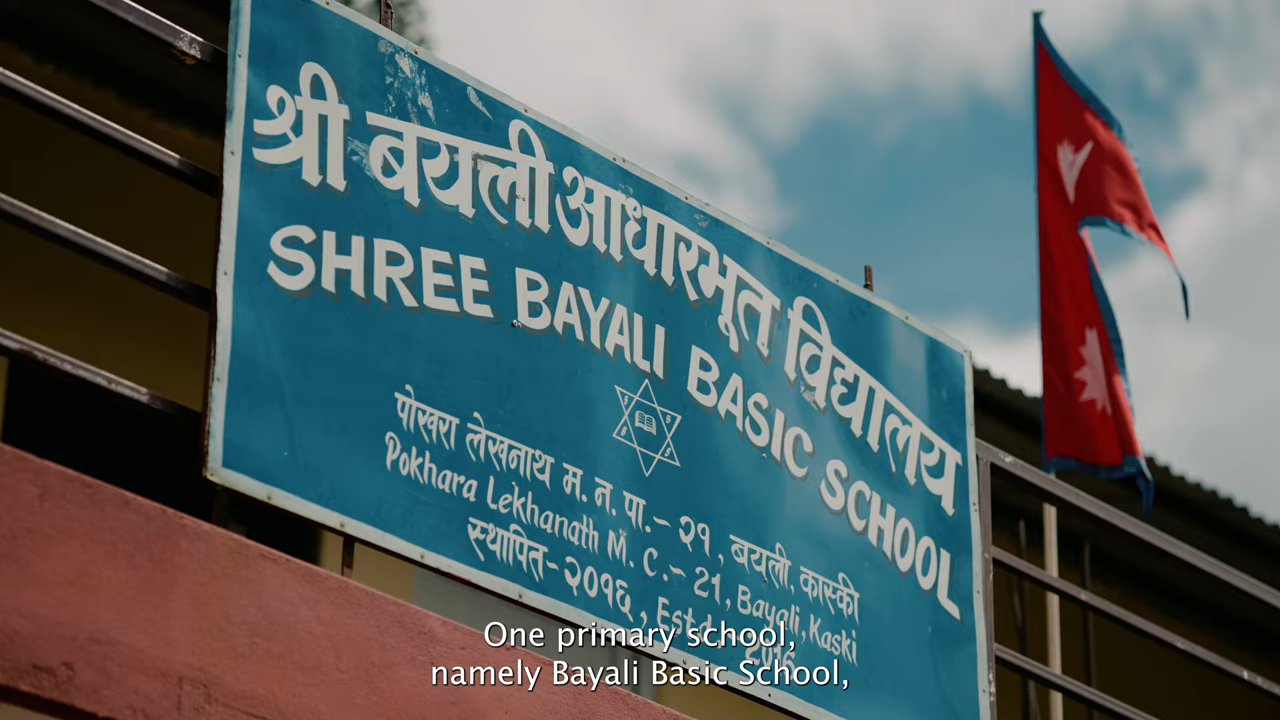 श्री बयली आधारभूत विद्यालय
SHREE BAYALI BASIC SCHOOL
पोखरा लेखनाथ म. न. पा.- २१, बयली, कास्की
Pokhara Lekhanath M. C.- 21, Bayali, Kaski
स्थापित-२०१६, Estd. 2016
One primary school,
namely Bayali Basic School,